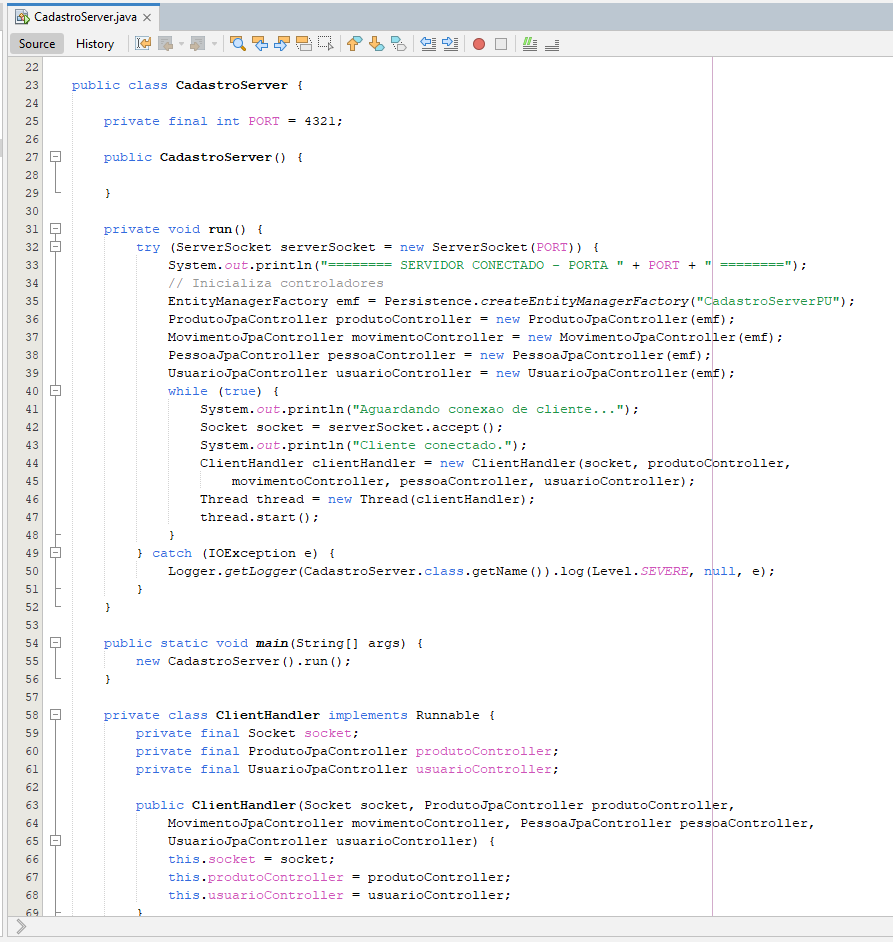 CadastroServer.java
Source History
22
23 public class CadastroServer {
24
25     private final int PORT = 4321;
26
27     public CadastroServer() {
28
29     }
30
31     private void run() {
32         try (ServerSocket serverSocket = new ServerSocket(PORT)) {
33             System.out.println("======== SERVIDOR CONECTADO - PORTA " + PORT + " ========");
34             // Inicializa controladores
35             EntityManagerFactory emf = Persistence.createEntityManagerFactory("CadastroServerPU");
36             ProdutoJpaController produtoController = new ProdutoJpaController(emf);
37             MovimentoJpaController movimentoController = new MovimentoJpaController(emf);
38             PessoaJpaController pessoaController = new PessoaJpaController(emf);
39             UsuarioJpaController usuarioController = new UsuarioJpaController(emf);
40             while (true) {
41                 System.out.println("Aguardando conexao de cliente...");
42                 Socket socket = serverSocket.accept();
43                 System.out.println("Cliente conectado.");
44                 ClientHandler clientHandler = new ClientHandler(socket, produtoController,
45                     movimentoController, pessoaController, usuarioController);
46                 Thread thread = new Thread(clientHandler);
47                 thread.start();
48             }
49         } catch (IOException e) {
50             Logger.getLogger(CadastroServer.class.getName()).log(Level.SEVERE, null, e);
51         }
52     }
53
54     public static void main(String[] args) {
55         new CadastroServer().run();
56     }
57
58     private class ClientHandler implements Runnable {
59         private final Socket socket;
60         private final ProdutoJpaController produtoController;
61         private final UsuarioJpaController usuarioController;
62
63         public ClientHandler(Socket socket, ProdutoJpaController produtoController,
64             MovimentoJpaController movimentoController, PessoaJpaController pessoaController,
65             UsuarioJpaController usuarioController) {
66             this.socket = socket;
67             this.produtoController = produtoController;
68             this.usuarioController = usuarioController;
69         }